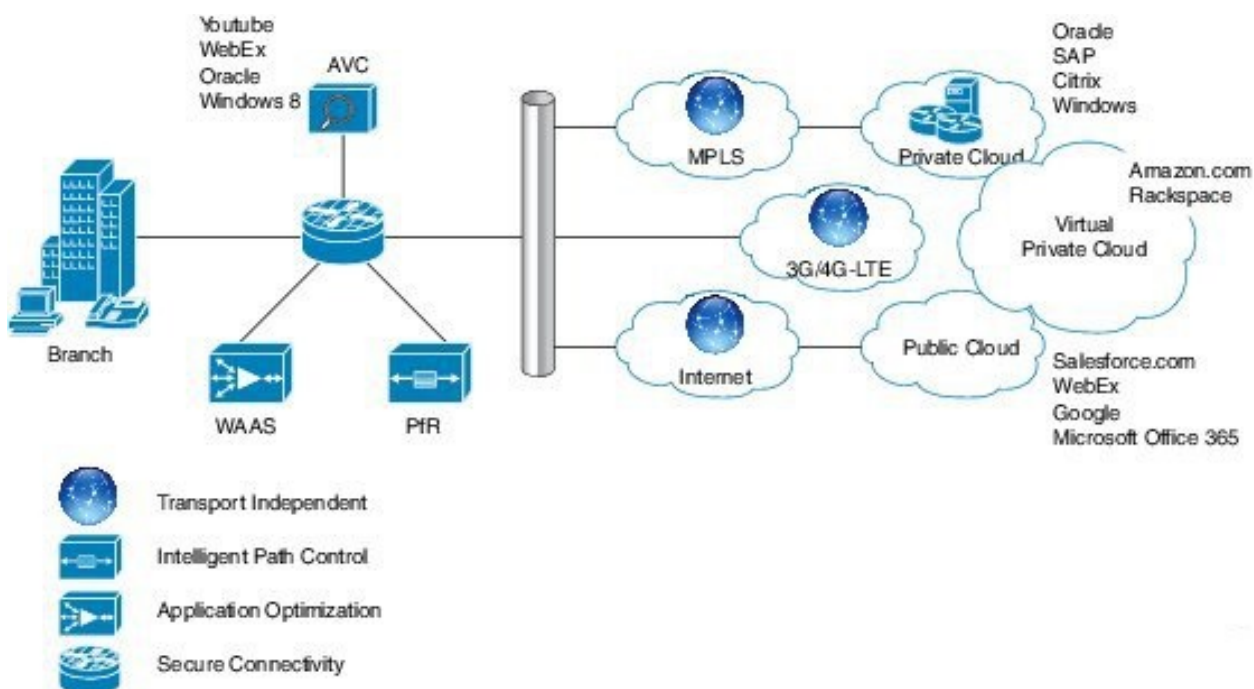 Youtube
WebEx
Oracle
Windows 8
AVC
Branch
WAAS
PfR
MPLS
Private Cloud
Oracle
SAP
Citrix
Windows
Amazon.com
Rackspace
Virtual
Private Cloud
3G/4G-LTE
Internet
Public Cloud
Salesforce.com
WebEx
Google
Microsoft Office 365
Transport Independent
Intelligent Path Control
Application Optimization
Secure Connectivity